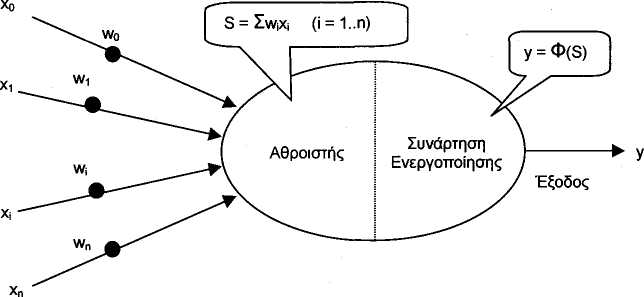 x₀
w₀
S = Σwᵢxᵢ (i = 1..n)
y = Φ(S)
x₁
w₁
Αθροιστής
Συνάρτηση
Ενεργοποίησης
y
Έξοδος
wᵢ
xᵢ
wₙ
xₙ